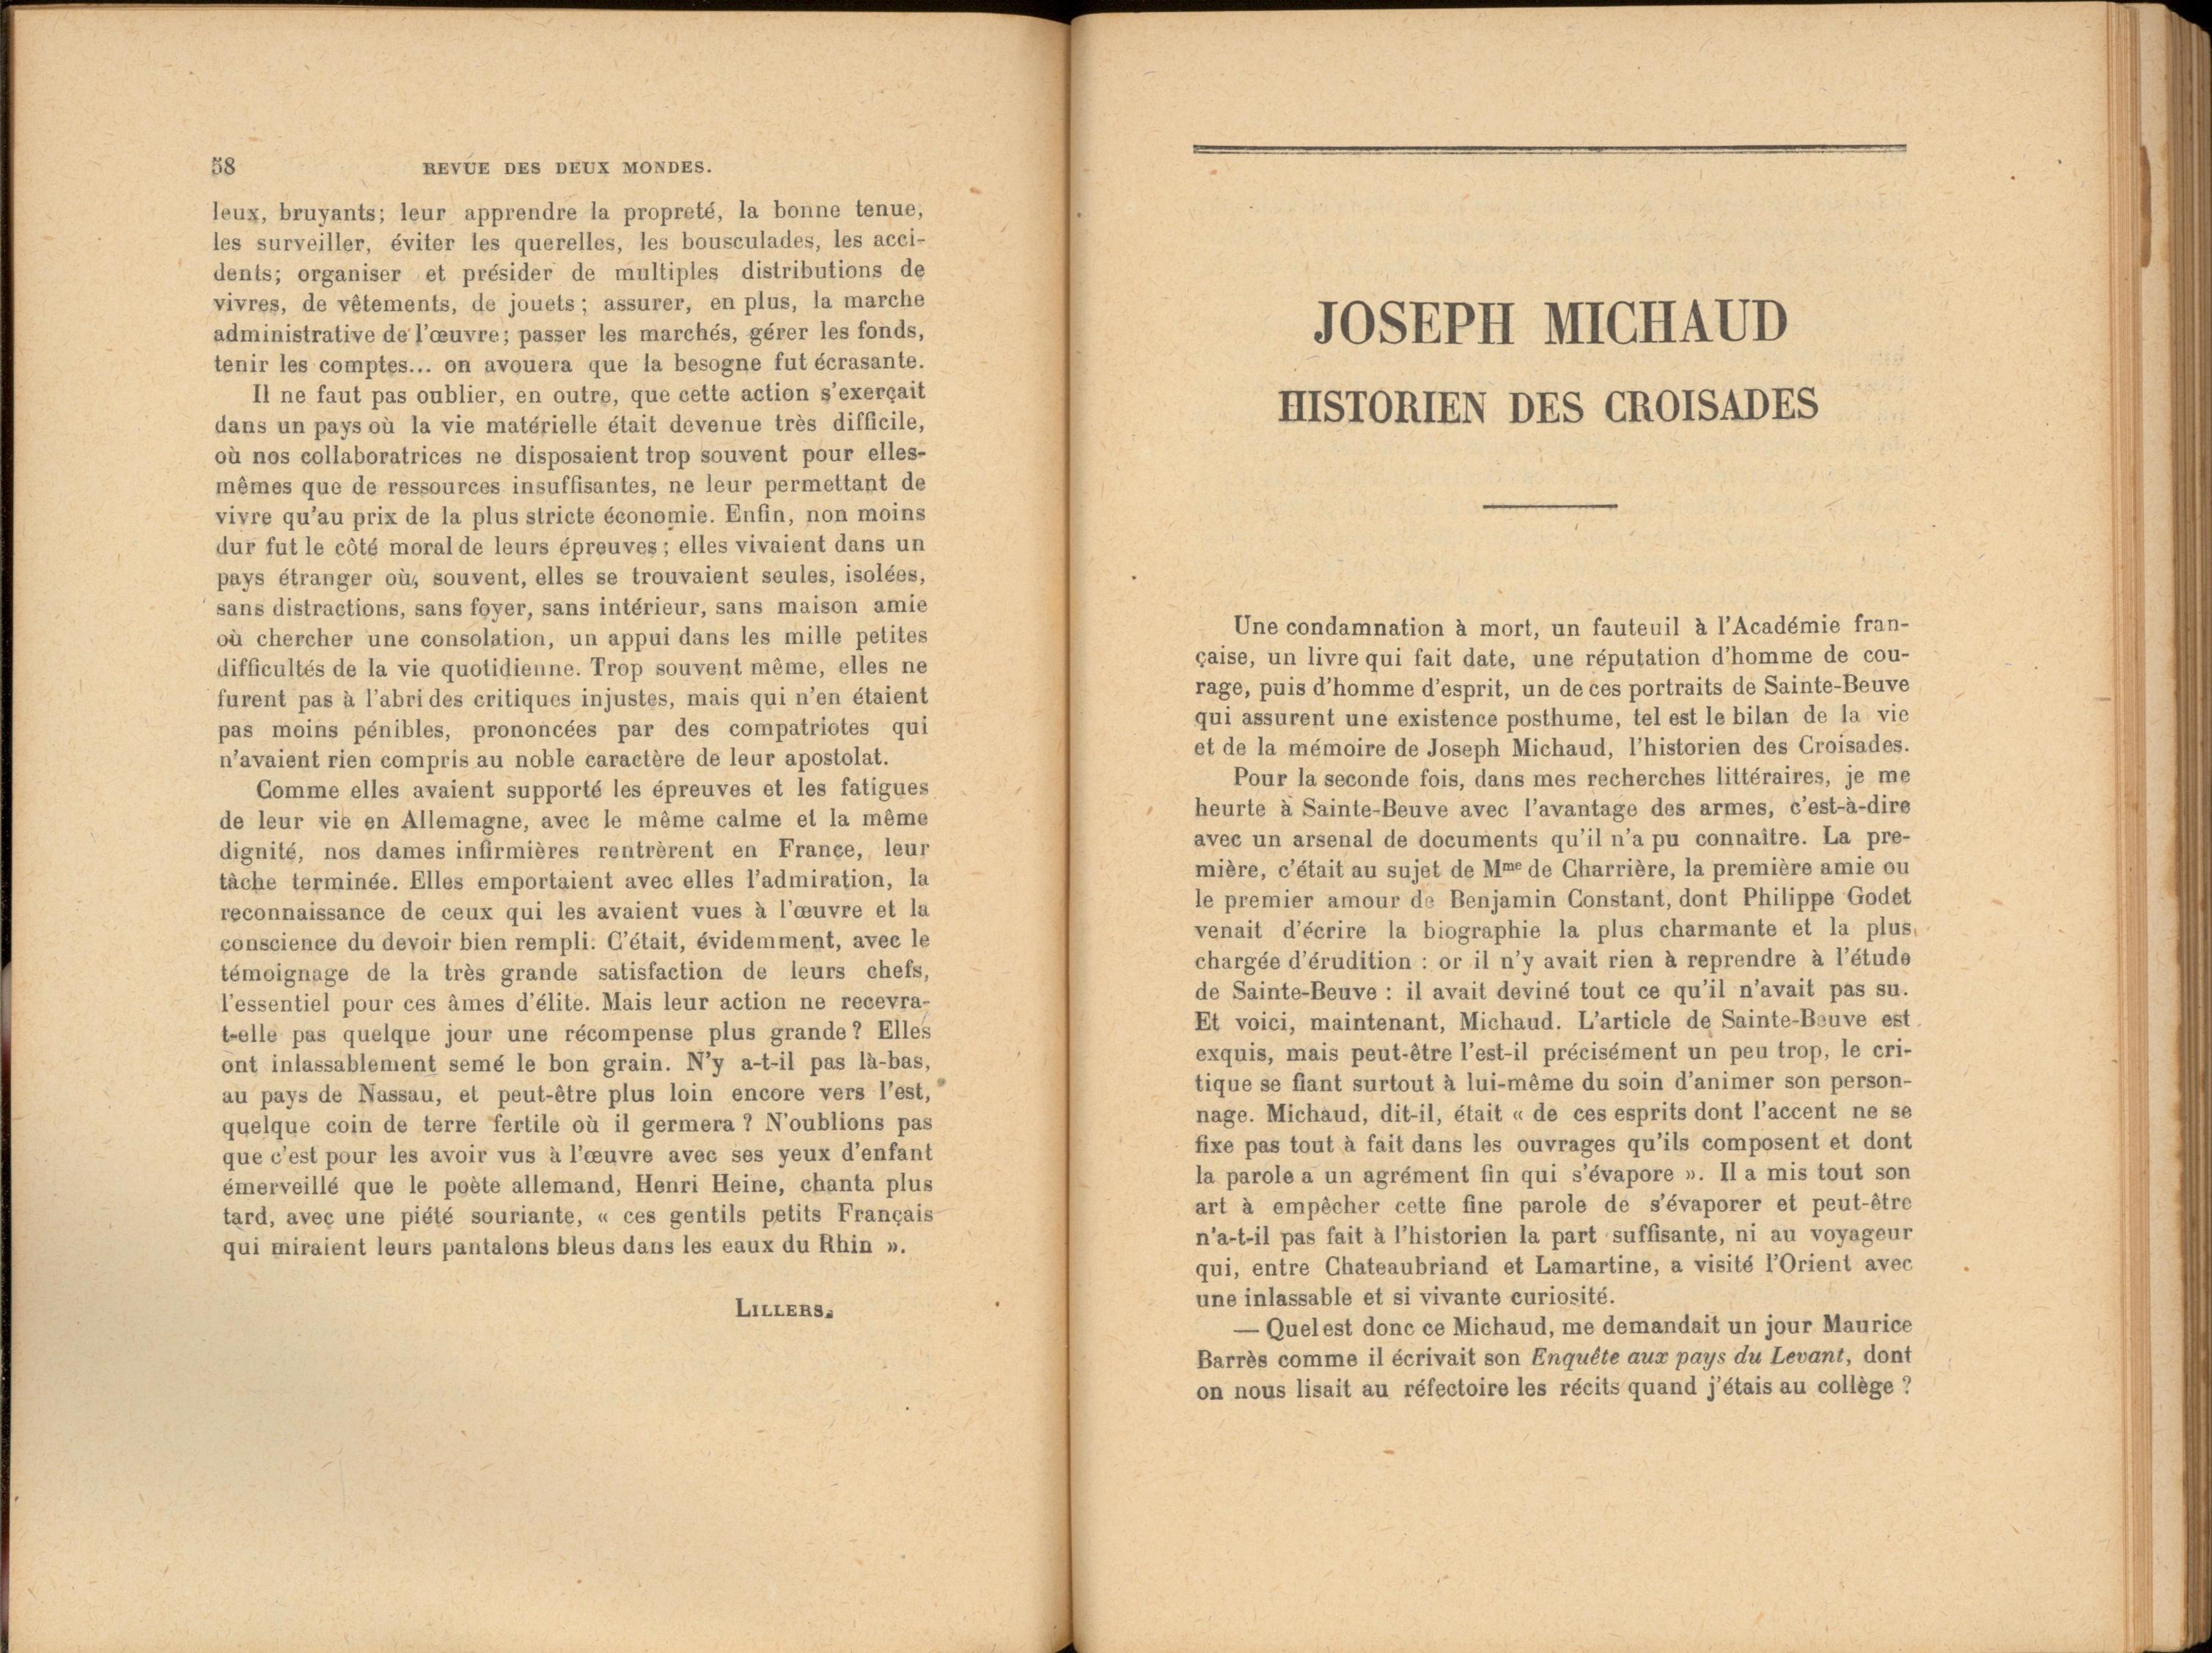 58
REVUE DES DEUX MONDES.
leux, bruyants; leur apprendre la propreté, la bonne tenue,
les surveiller, éviter les querelles, les bousculades, les acci-
dents; organiser et présider de multiples distributions de
vivres, de vêtements, de jouets; assurer, en plus, la marche
administrative de l'œuvre; passer les marchés, gérer les fonds,
tenir les comptes... on avouera que la besogne fut écrasante.
Il ne faut pas oublier, en outre, que cette action s'exerçait
dans un pays où la vie matérielle était devenue très difficile,
où nos collaboratrices ne disposaient trop souvent pour elles-
mêmes que de ressources insuffisantes, ne leur permettant de
vivre qu'au prix de la plus stricte économie. Enfin, non moins
dur fut le côté moral de leurs épreuves; elles vivaient dans un
pays étranger où, souvent, elles se trouvaient seules, isolées,
sans distractions, sans foyer, sans intérieur, sans maison amie
où chercher une consolation, un appui dans les mille petites
difficultés de la vie quotidienne. Trop souvent même, elles ne
furent pas à l'abri des critiques injustes, mais qui n'en étaient
pas moins pénibles, prononcées par des compatriotes qui
n'avaient rien compris au noble caractère de leur apostolat.
Comme elles avaient supporté les épreuves et les fatigues
de leur vie en Allemagne, avec le même calme et la même
dignité, nos dames infirmières rentrèrent en France, leur
tâche terminée. Elles emportaient avec elles l'admiration, la
reconnaissance de ceux qui les avaient vues à l'œuvre et la
conscience du devoir bien rempli. C'était, évidemment, avec le
témoignage de la très grande satisfaction de leurs chefs,
l'essentiel pour ces âmes d'élite. Mais leur action ne recevra-
t-elle pas quelque jour une récompense plus grande? Elles
ont inlassablement semé le bon grain. N'y a-t-il pas là-bas,
au pays de Nassau, et peut-être plus loin encore vers l'est,
quelque coin de terre fertile où il germera? N'oublions pas
que c'est pour les avoir vus à l'œuvre avec ses yeux d'enfant
émerveillé que le poète allemand, Henri Heine, chanta plus
tard, avec une piété souriante, « ces gentils petits Français
qui miraient leurs pantalons bleus dans les eaux du Rhin ».
LILLERS.
JOSEPH MICHAUD
HISTORIEN DES CROISADES
Une condamnation à mort, un fauteuil à l'Académie fran-
çaise, un livre qui fait date, une réputation d'homme de cou-
rage, puis d'homme d'esprit, un de ces portraits de Sainte-Beuve
qui assurent une existence posthume, tel est le bilan de la vie
et de la mémoire de Joseph Michaud, l'historien des Croisades.
Pour la seconde fois, dans mes recherches littéraires, je me
heurte à Sainte-Beuve avec l'avantage des armes, c'est-à-dire
avec un arsenal de documents qu'il n'a pu connaître. La pre-
mière, c'était au sujet de Mme de Charrière, la première amie ou
le premier amour de Benjamin Constant, dont Philippe Godet
venait d'écrire la biographie la plus charmante et la plus
chargée d'érudition : or il n'y avait rien à reprendre à l'étude
de Sainte-Beuve : il avait deviné tout ce qu'il n'avait pas su.
Et voici, maintenant, Michaud. L'article de Sainte-Beuve est
exquis, mais peut-être l'est-il précisément un peu trop, le cri-
tique se fiant surtout à lui-même du soin d'animer son person-
nage. Michaud, dit-il, était « de ces esprits dont l'accent ne se
fixe pas tout à fait dans les ouvrages qu'ils composent et dont
la parole a un agrément fin qui s'évapore ». Il a mis tout son
art à empêcher cette fine parole de s'évaporer et peut-être
n'a-t-il pas fait à l'historien la part suffisante, ni au voyageur
qui, entre Chateaubriand et Lamartine, a visité l'Orient avec
une inlassable et si vivante curiosité.
— Quel est donc ce Michaud, me demandait un jour Maurice
Barrès comme il écrivait son Enquête aux pays du Levant, dont
on nous lisait au réfectoire les récits quand j'étais au collège ?